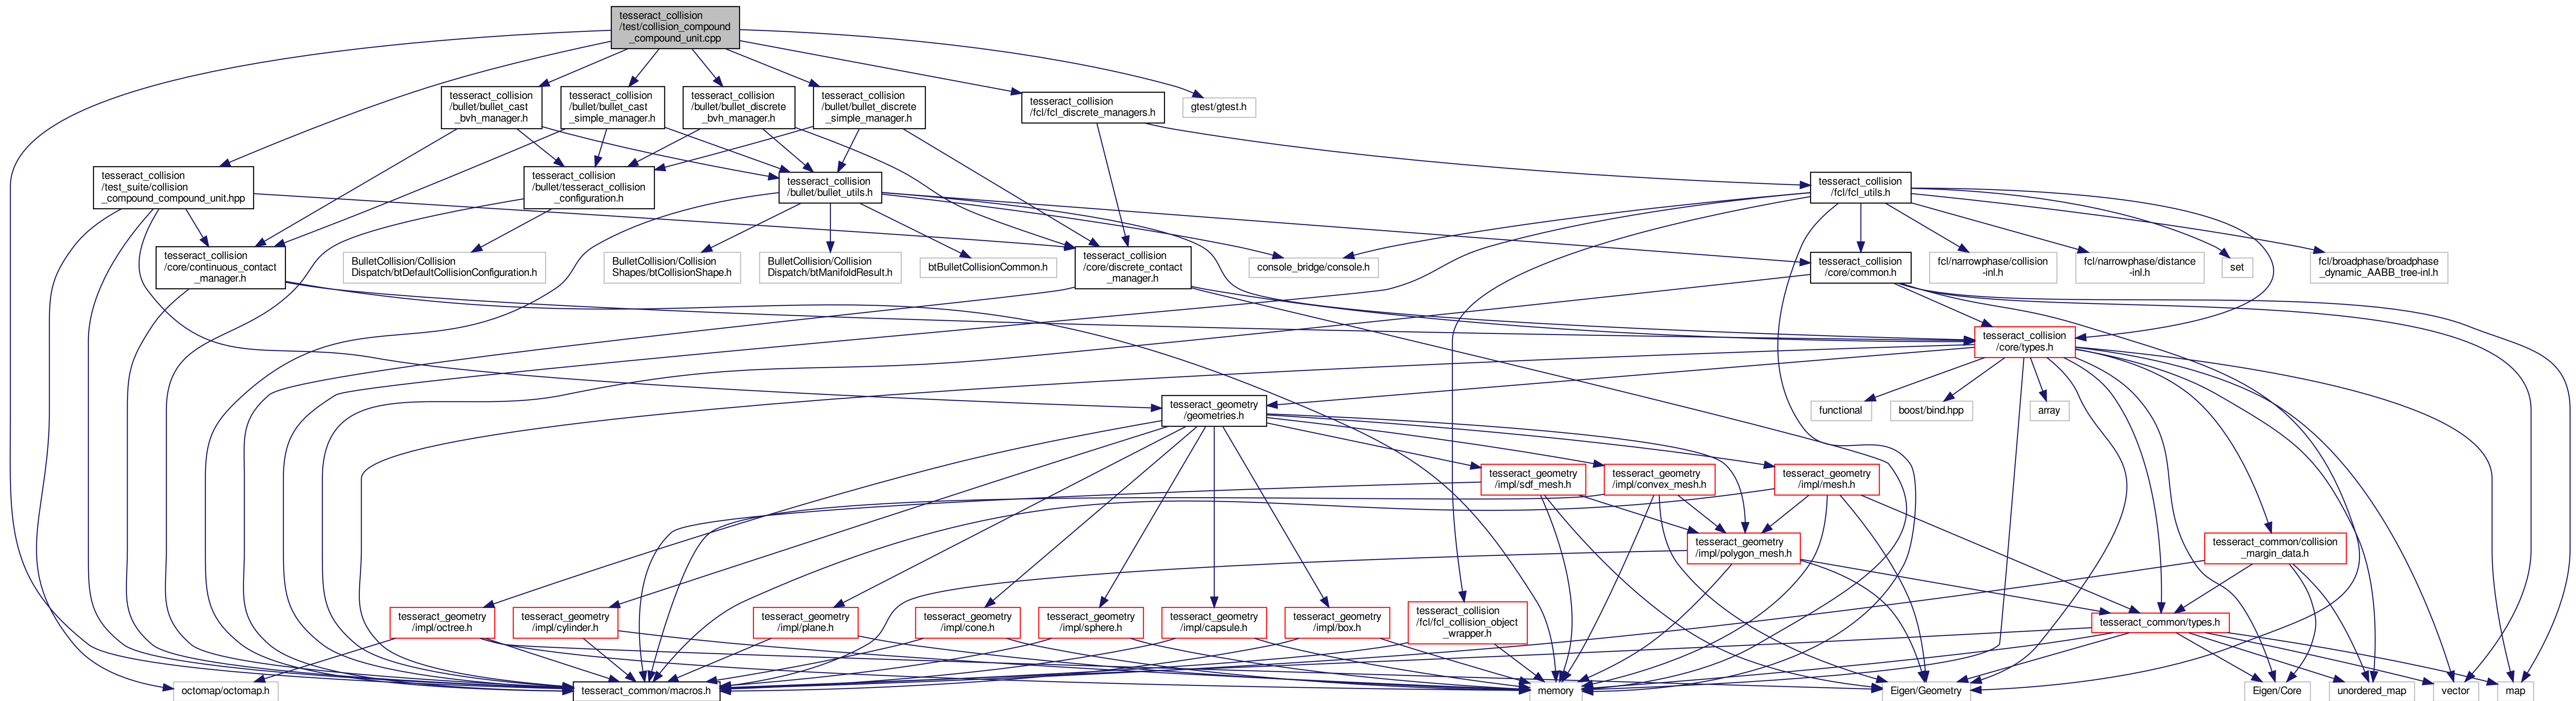 tesseract_collision
/test/collision_compound
_compound_unit.cpp
tesseract_collision
/bullet/bullet_cast
_bvh_manager.h
tesseract_collision
/bullet/bullet_cast
_simple_manager.h
tesseract_collision
/bullet/bullet_discrete
_bvh_manager.h
tesseract_collision
/bullet/bullet_discrete
_simple_manager.h
tesseract_collision
/fcl/fcl_discrete_managers.h
gtest/gtest.h
tesseract_collision
/test_suite/collision
_compound_compound_unit.hpp
tesseract_collision
/bullet/tesseract_collision
_configuration.h
tesseract_collision
/bullet/bullet_utils.h
tesseract_collision
/fcl/fcl_utils.h
tesseract_collision
/core/continuous_contact
_manager.h
BulletCollision/Collision
Dispatch/btDefaultCollisionConfiguration.h
BulletCollision/Collision
Shapes/btCollisionShape.h
BulletCollision/Collision
Dispatch/btManifoldResult.h
btBulletCollisionCommon.h
tesseract_collision
/core/discrete_contact
_manager.h
console_bridge/console.h
tesseract_collision
/core/common.h
fcl/narrowphase/collision
-inl.h
fcl/narrowphase/distance
-inl.h
set
fcl/broadphase/broadphase
_dynamic_AABB_tree-inl.h
tesseract_collision
/core/types.h
tesseract_geometry
/geometries.h
functional
boost/bind.hpp
array
tesseract_geometry
/impl/sdf_mesh.h
tesseract_geometry
/impl/convex_mesh.h
tesseract_geometry
/impl/mesh.h
tesseract_geometry
/impl/polygon_mesh.h
tesseract_common/collision
_margin_data.h
tesseract_geometry
/impl/octree.h
tesseract_geometry
/impl/cylinder.h
tesseract_geometry
/impl/plane.h
tesseract_geometry
/impl/cone.h
tesseract_geometry
/impl/sphere.h
tesseract_geometry
/impl/capsule.h
tesseract_geometry
/impl/box.h
tesseract_collision
/fcl/fcl_collision_object
_wrapper.h
tesseract_common/types.h
octomap/octomap.h
tesseract_common/macros.h
memory
Eigen/Geometry
Eigen/Core
unordered_map
vector
map